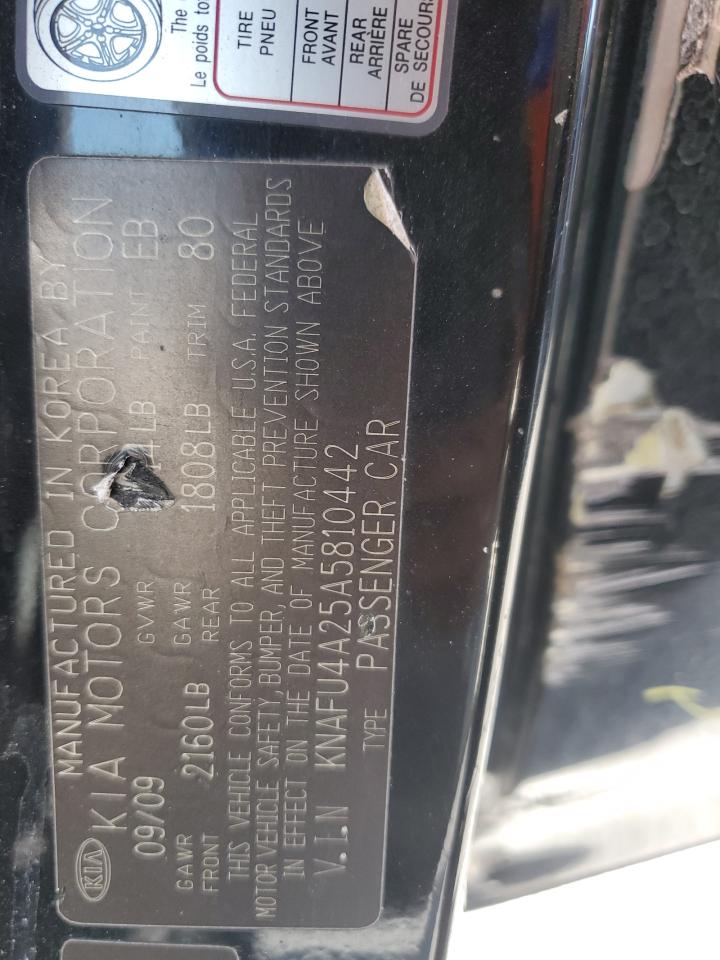 The
Le poids to
TIRE
PNEU
FRONT
AVANT
REAR
ARRIÈRE
SPARE
DE SECOURS
KIA
MANUFACTURED IN KOREA BY
KIA MOTORS CORPORATION
09/09 GVWR 4LB PAINT EB
GAWR FRONT 2160LB GAWR REAR 1808LB TRIM 80
THIS VEHICLE CONFORMS TO ALL APPLICABLE U.S.A. FEDERAL
MOTOR VEHICLE SAFETY, BUMPER, AND THEFT PREVENTION STANDARDS
IN EFFECT ON THE DATE OF MANUFACTURE SHOWN ABOVE
V.I.N KNAFU4A25A5810442
TYPE PASSENGER CAR